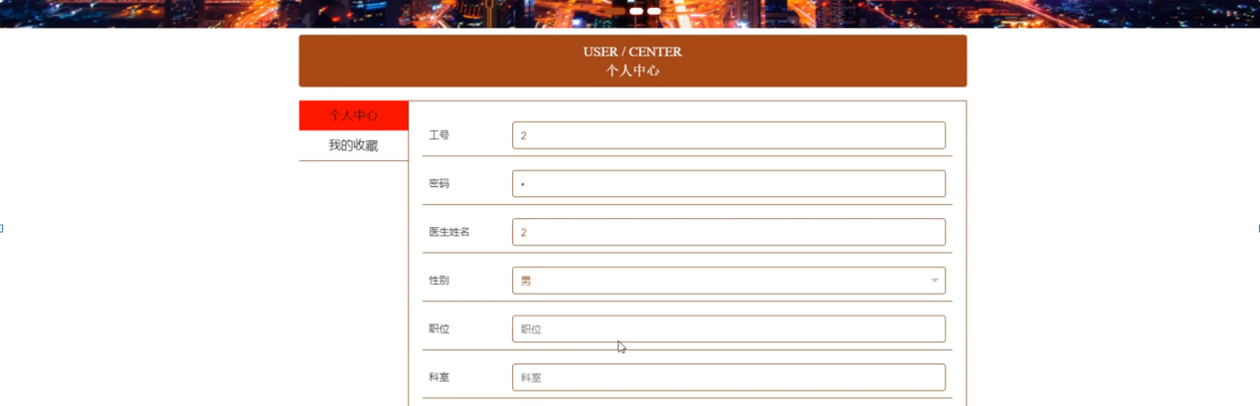 USER / CENTER
个人中心
个人中心
我的收藏
工号 2
密码 •
医生姓名 2
性别 男
职位 职位
科室 科室